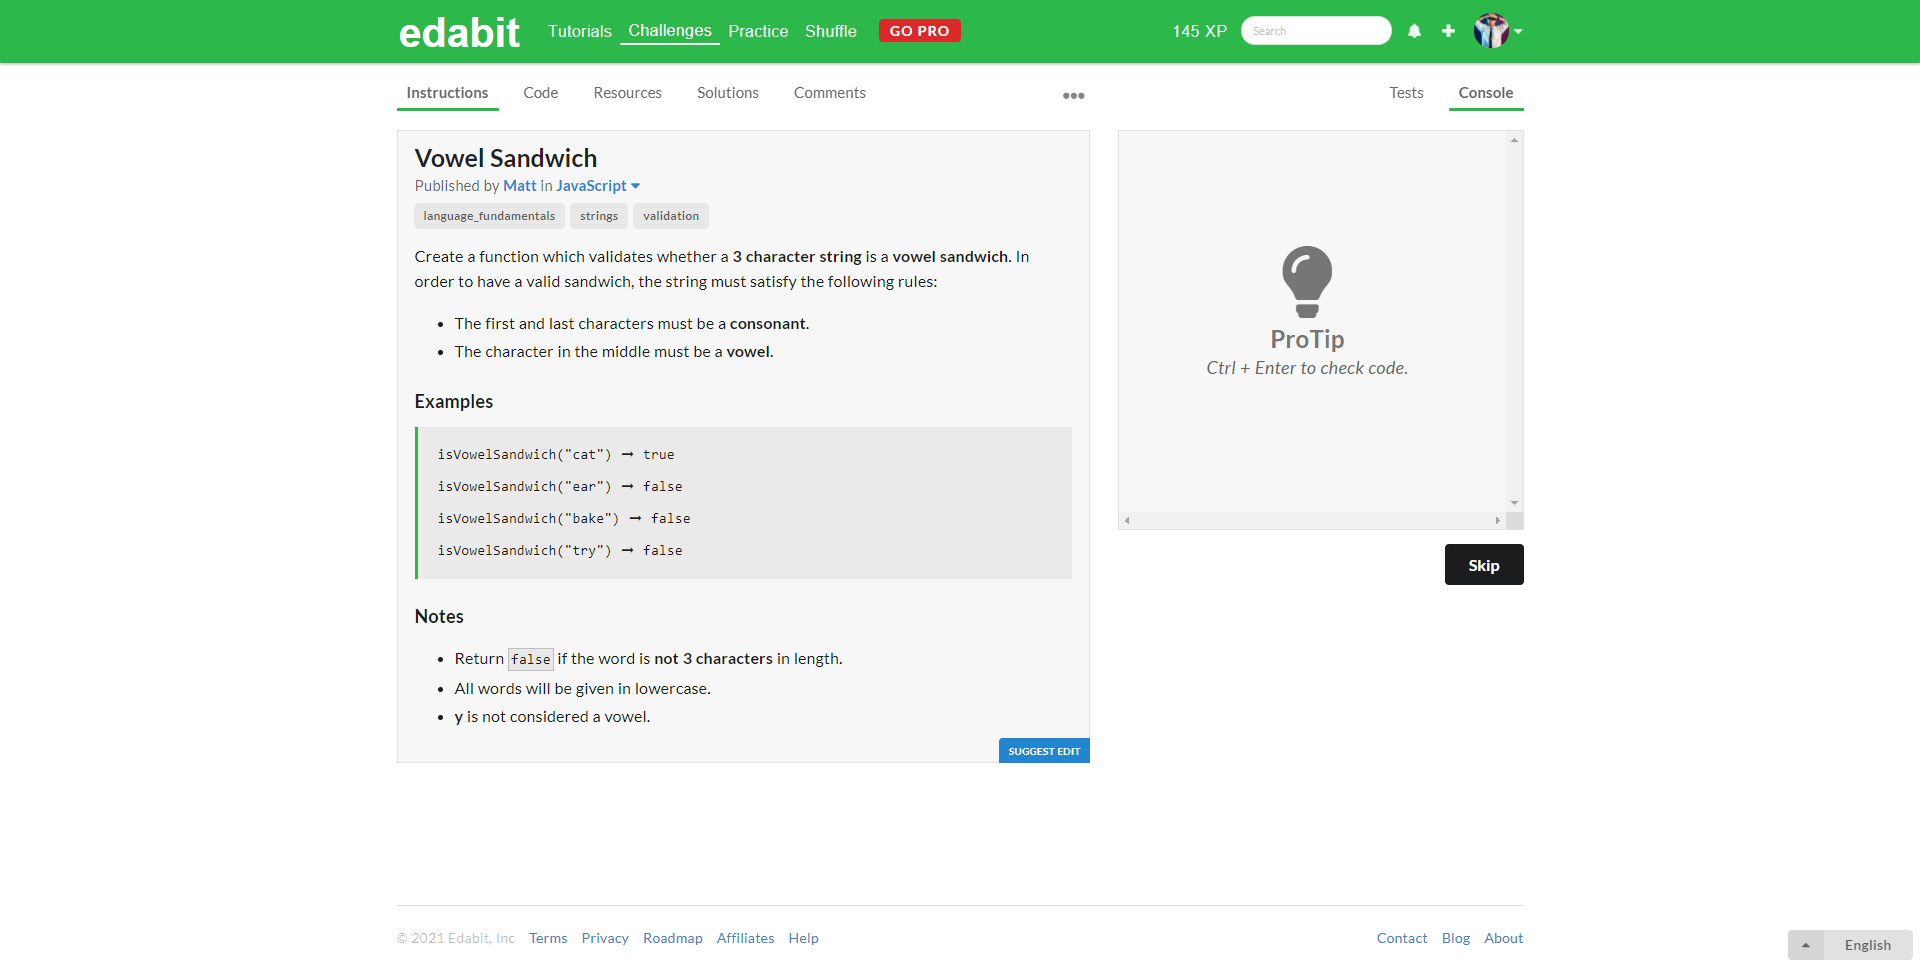 edabit Tutorials Challenges Practice Shuffle GO PRO 145 XP Search
Instructions Code Resources Solutions Comments Tests Console
Vowel Sandwich
Published by Matt in JavaScript
language_fundamentals strings validation
Create a function which validates whether a 3 character string is a vowel sandwich. In
order to have a valid sandwich, the string must satisfy the following rules:
• The first and last characters must be a consonant.
• The character in the middle must be a vowel.
Examples
isVowelSandwich("cat") ➞ true
isVowelSandwich("ear") ➞ false
isVowelSandwich("bake") ➞ false
isVowelSandwich("try") ➞ false
Notes
• Return false if the word is not 3 characters in length.
• All words will be given in lowercase.
• y is not considered a vowel.
SUGGEST EDIT
ProTip
Ctrl + Enter to check code.
Skip
© 2021 Edabit, Inc Terms Privacy Roadmap Affiliates Help Contact Blog About
English